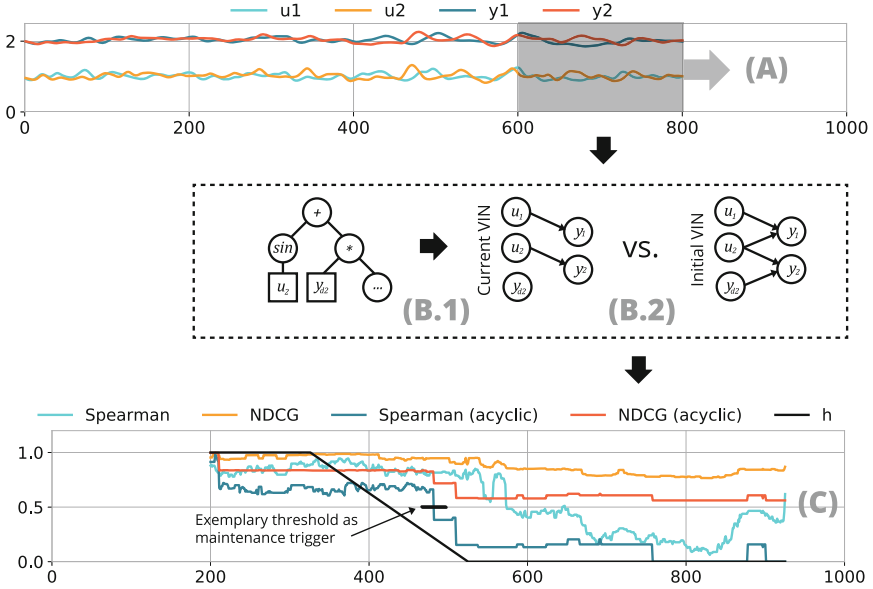 u1 u2 y1 y2
2
0
0 200 400 600 800 1000
(A)
+
sin
*
u2
yd2
...
(B.1)
Current VIN
u1
u2
yd2
y1
y2
vs.
(B.2)
Initial VIN
u1
u2
yd2
y1
y2
Spearman NDCG Spearman (acyclic) NDCG (acyclic) h
1.0
0.5
0.0
Exemplary threshold as
maintenance trigger
(C)
0 200 400 600 800 1000